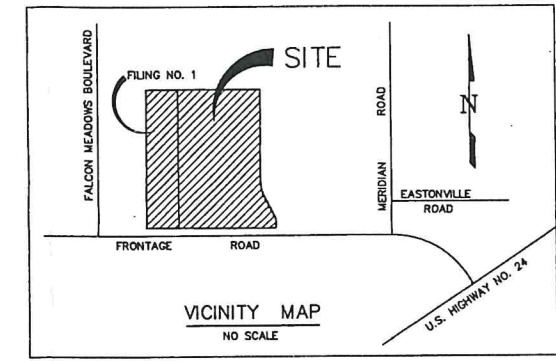 SITE
FILING NO. 1
FALCON MEADOWS BOULEVARD
MERIDIAN ROAD
N
EASTONVILLE
ROAD
FRONTAGE ROAD
U.S. HIGHWAY NO. 24
VICINITY MAP
NO SCALE